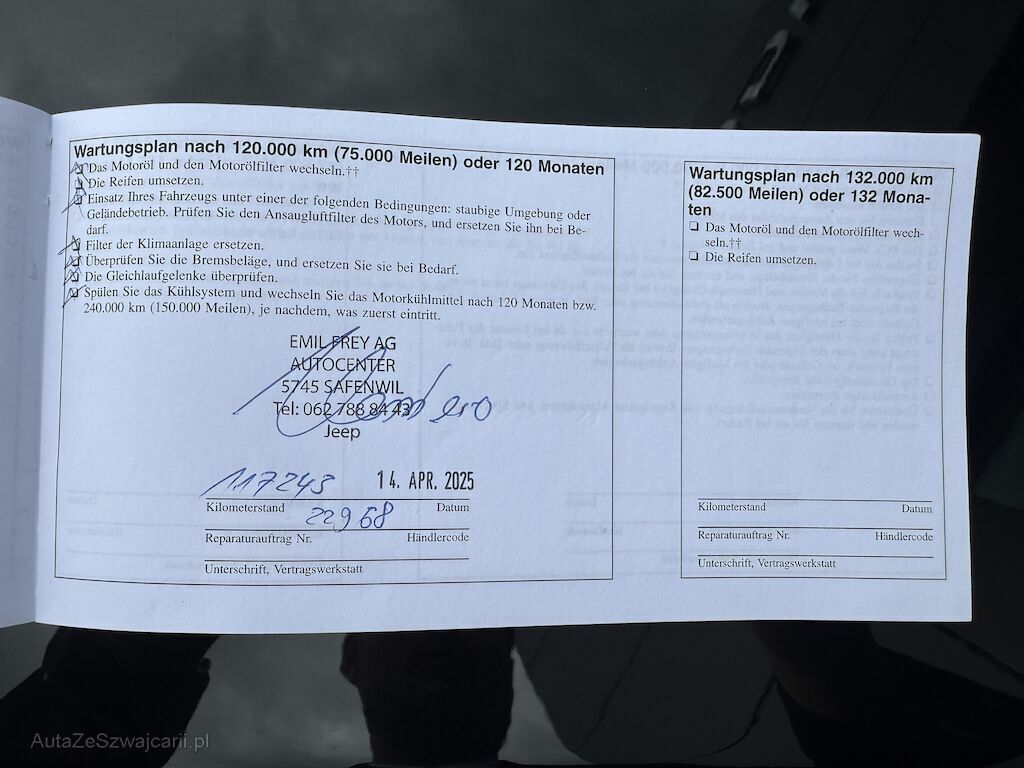 Wartungsplan nach 120.000 km (75.000 Meilen) oder 120 Monaten
Das Motoröl und den Motorölfilter wechseln.††
Die Reifen umsetzen.
Einsatz Ihres Fahrzeugs unter einer der folgenden Bedingungen: staubige Umgebung oder
Geländebetrieb. Prüfen Sie den Ansaugluftfilter des Motors, und ersetzen Sie ihn bei Be-
darf.
Filter der Klimaanlage ersetzen.
Überprüfen Sie die Bremsbeläge, und ersetzen Sie sie bei Bedarf.
Die Gleichlaufgelenke überprüfen.
Spülen Sie das Kühlsystem und wechseln Sie das Motorkühlmittel nach 120 Monaten bzw.
240.000 km (150.000 Meilen), je nachdem, was zuerst eintritt.
EMIL FREY AG
AUTOCENTER
5745 SAFENWIL
Tel: 062 788 84 43
Jeep
117243 14. APR. 2025
Kilometerstand Datum
22968
Reparaturauftrag Nr. Händlercode
Unterschrift, Vertragswerkstatt
Wartungsplan nach 132.000 km
(82.500 Meilen) oder 132 Mona-
ten
❏ Das Motoröl und den Motorölfilter wech-
seln.††
❏ Die Reifen umsetzen.
Kilometerstand Datum
Reparaturauftrag Nr. Händlercode
Unterschrift, Vertragswerkstatt
AutaZeSzwajcarii.pl